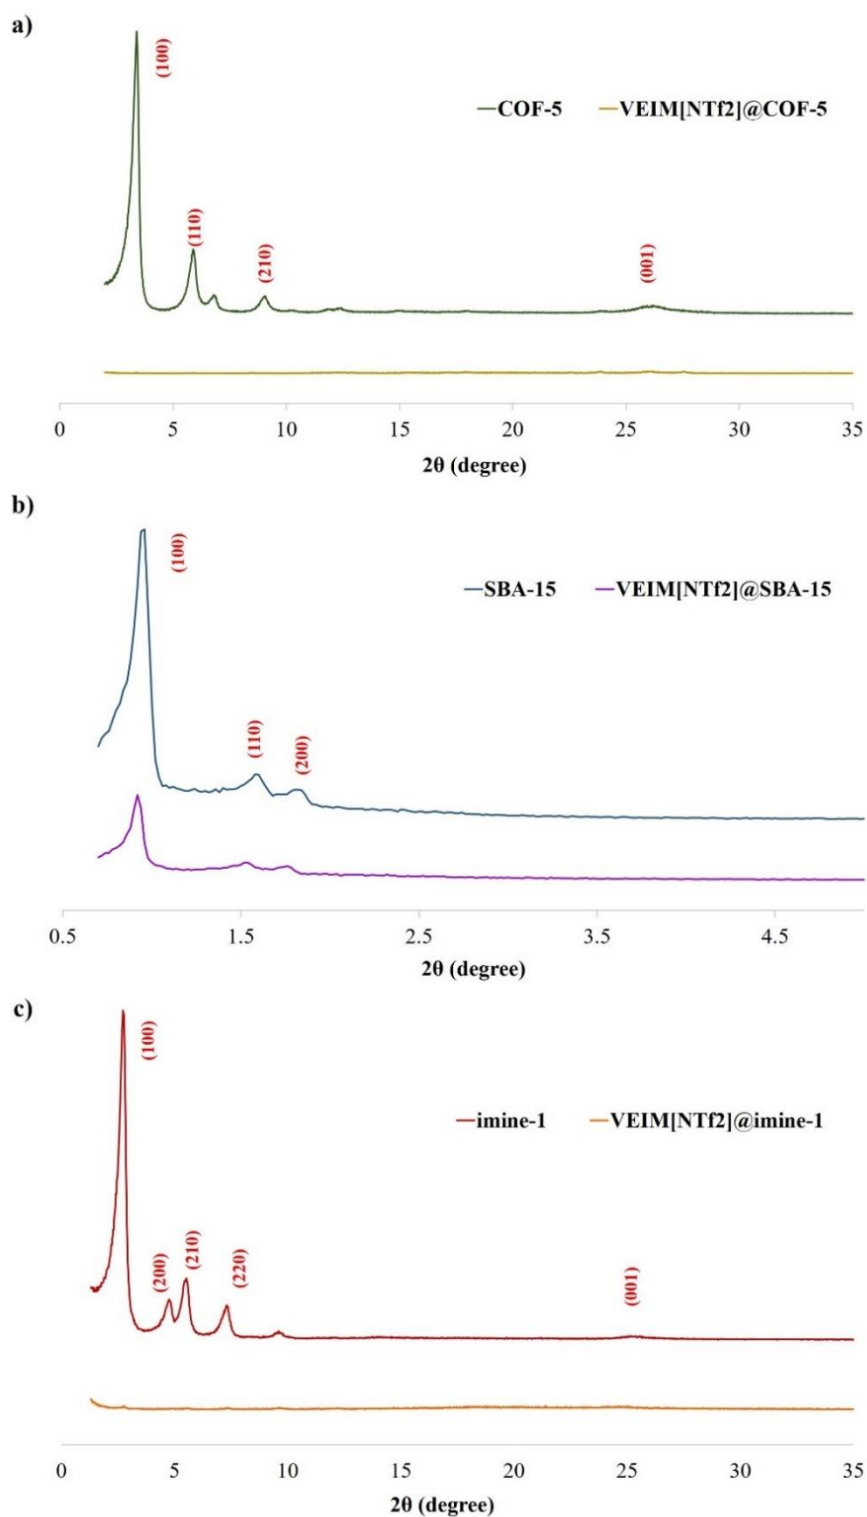 a)
(100)
COF-5 VEIM[NTf2]@COF-5
(110)
(210)
(001)
0 5 10 15 20 25 30 35
2θ (degree)
b)
(100)
SBA-15 VEIM[NTf2]@SBA-15
(110)
(200)
0.5 1.5 2.5 3.5 4.5
2θ (degree)
c)
(100)
imine-1 VEIM[NTf2]@imine-1
(200)
(210)
(220)
(001)
0 5 10 15 20 25 30 35
2θ (degree)